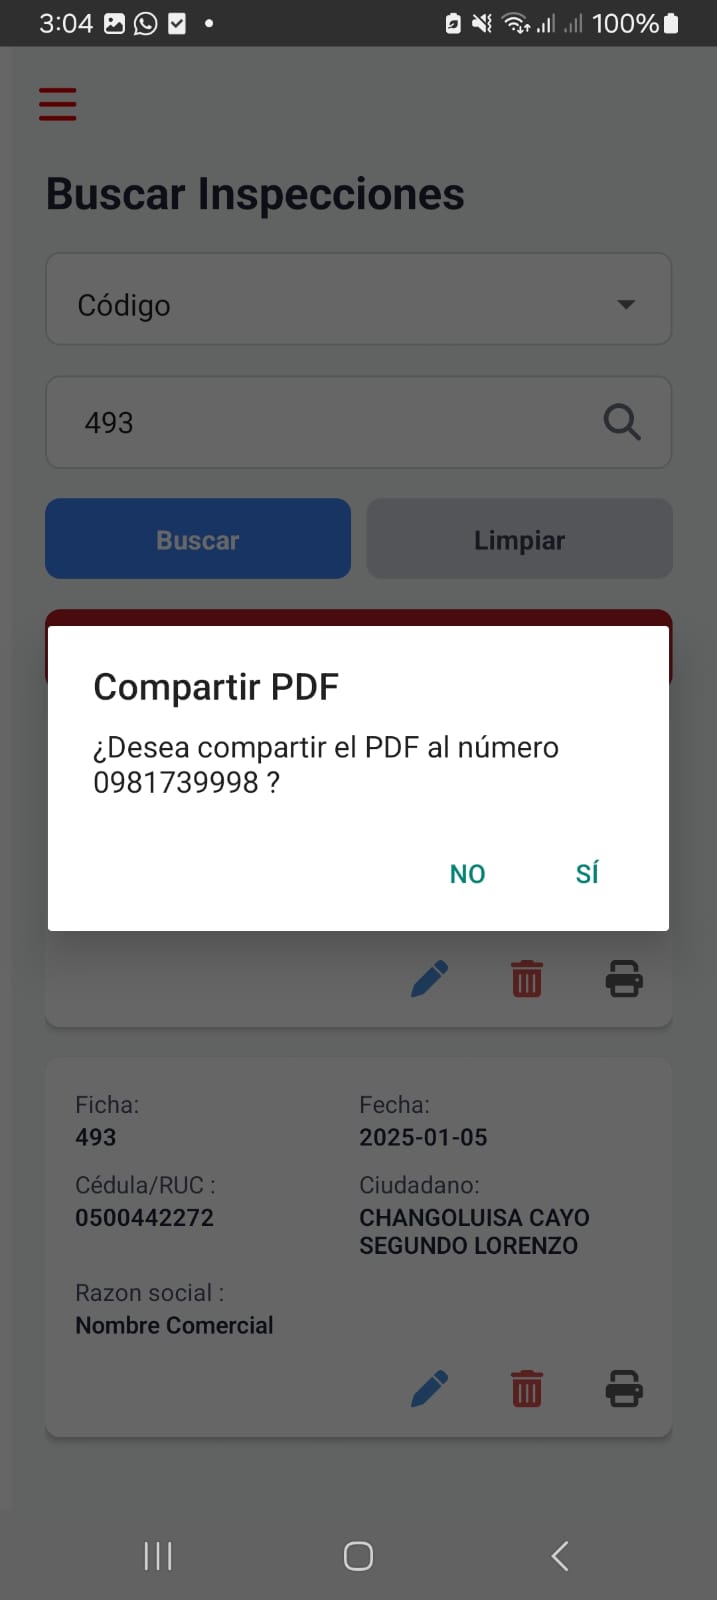 3:04
100%
Buscar Inspecciones
Código
493
Buscar
Limpiar
Compartir PDF
¿Desea compartir el PDF al número
0981739998 ?
NO
SÍ
Ficha:
493
Fecha:
2025-01-05
Cédula/RUC :
0500442272
Ciudadano:
CHANGOLUISA CAYO
SEGUNDO LORENZO
Razon social :
Nombre Comercial